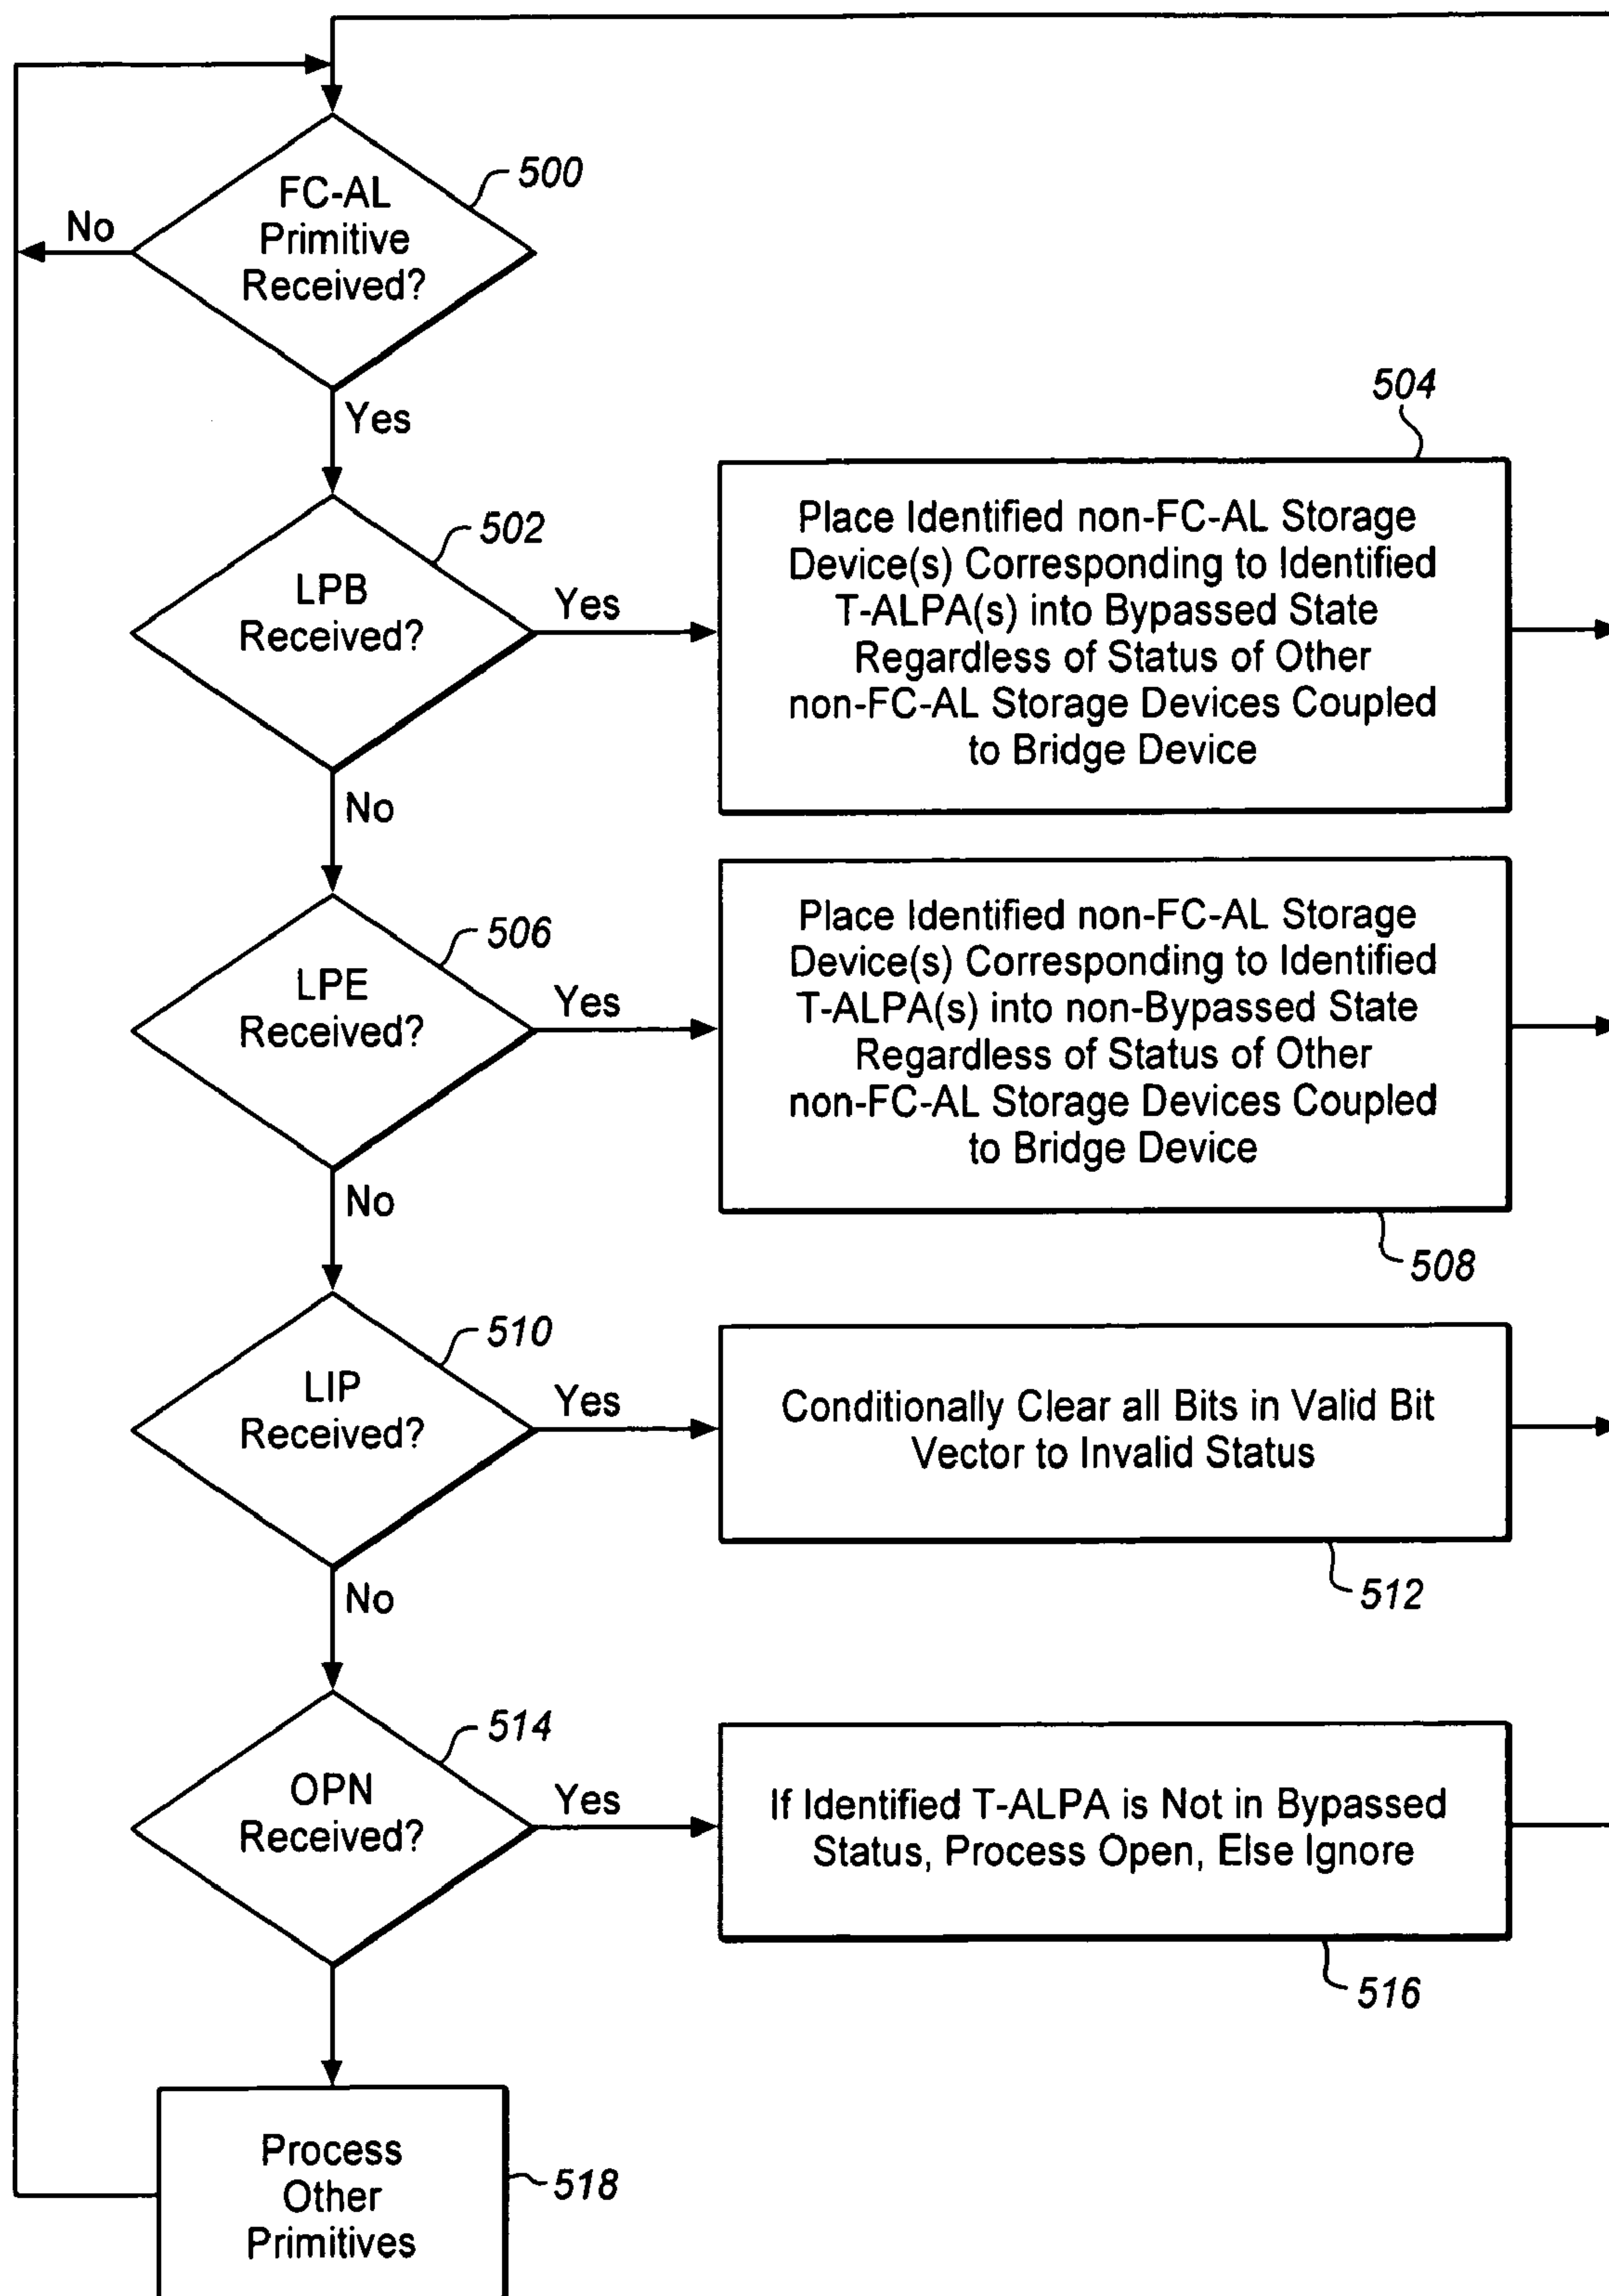 FC-AL
Primitive
Received?
500
No
Yes
LPB
Received?
502
Yes
504
Place Identified non-FC-AL Storage
Device(s) Corresponding to Identified
T-ALPA(s) into Bypassed State
Regardless of Status of Other
non-FC-AL Storage Devices Coupled
to Bridge Device
No
LPE
Received?
506
Yes
Place Identified non-FC-AL Storage
Device(s) Corresponding to Identified
T-ALPA(s) into non-Bypassed State
Regardless of Status of Other
non-FC-AL Storage Devices Coupled
to Bridge Device
508
No
LIP
Received?
510
Yes
Conditionally Clear all Bits in Valid Bit
Vector to Invalid Status
512
No
OPN
Received?
514
Yes
If Identified T-ALPA is Not in Bypassed
Status, Process Open, Else Ignore
516
Process
Other
Primitives
518